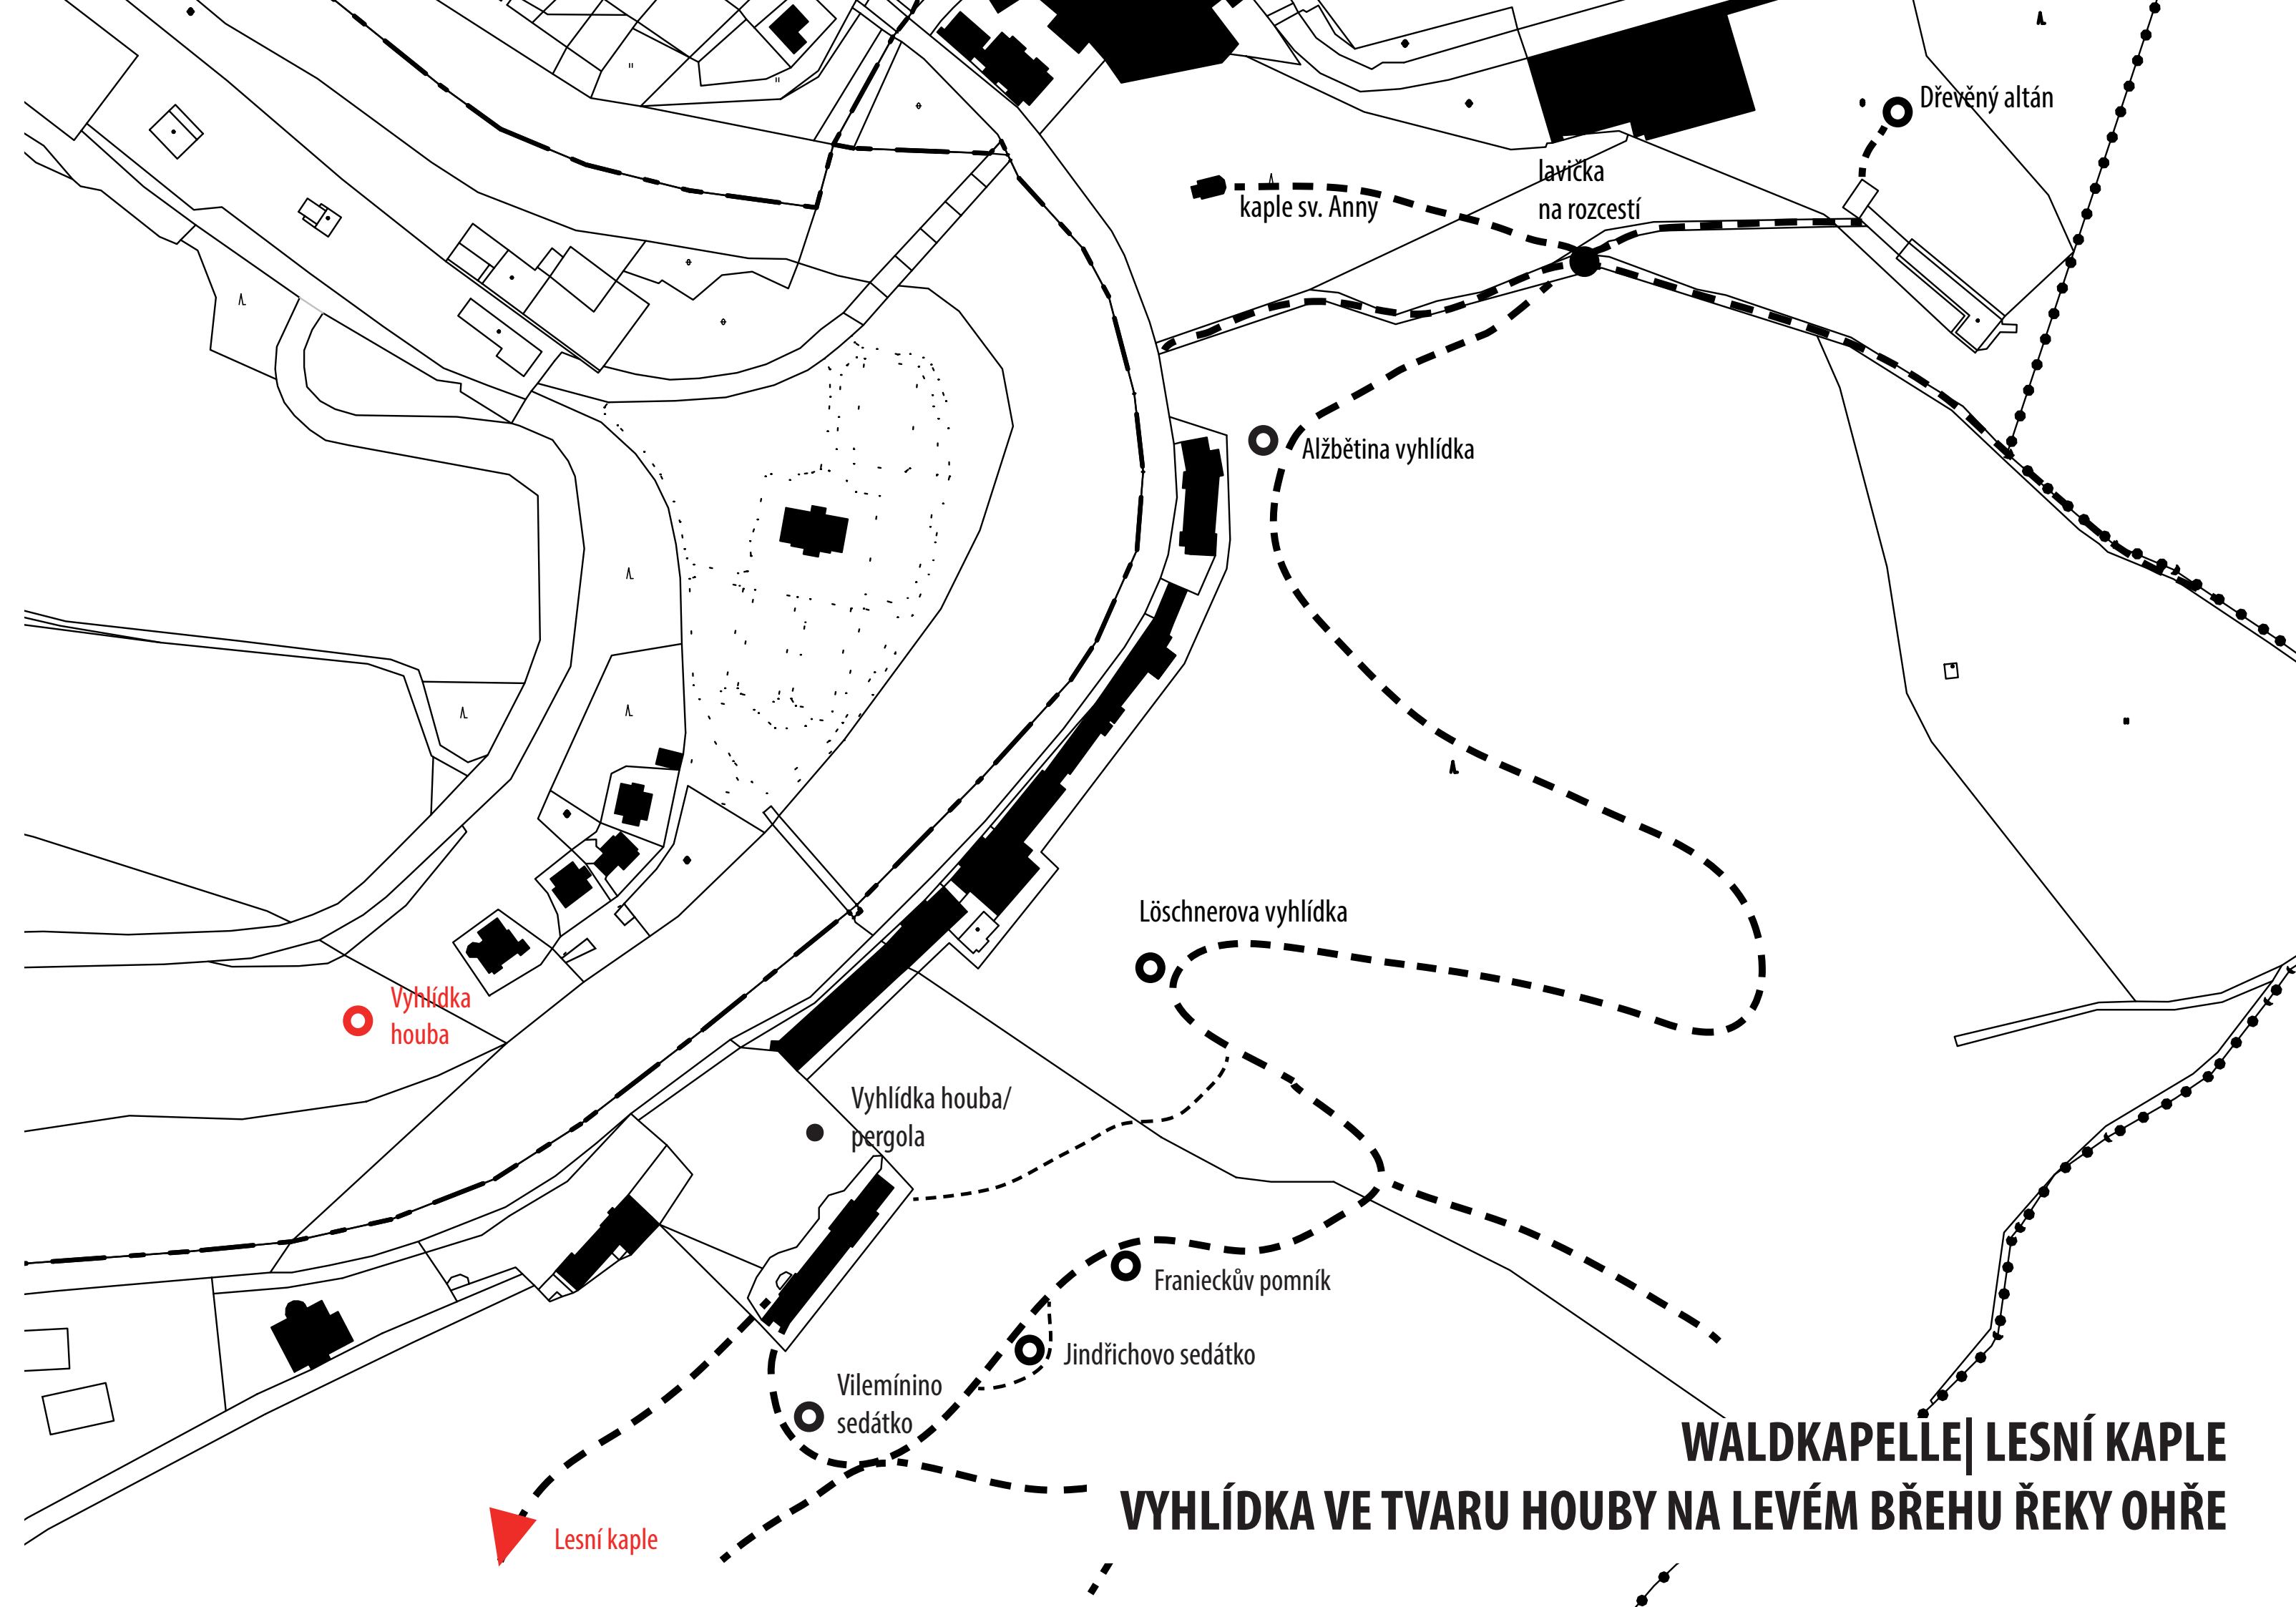 Dřevěný altán
lavička
na rozcestí
kaple sv. Anny
Alžbětina vyhlídka
Löschnerova vyhlídka
Vyhlídka
houba
Vyhlídka houba/
pergola
Franieckův pomník
Jindřichovo sedátko
Vilemínino
sedátko
Lesní kaple
WALDKAPELLE| LESNÍ KAPLE
VYHLÍDKA VE TVARU HOUBY NA LEVÉM BŘEHU ŘEKY OHŘE